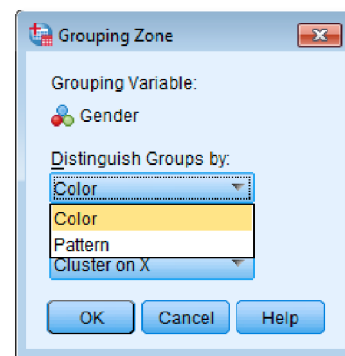 Grouping Zone
Grouping Variable:
Gender
Distinguish Groups by:
Color
Color
Pattern
Cluster on X
OK Cancel Help